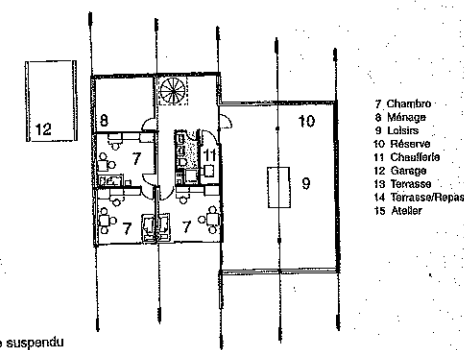 12
8
7
7
7
11
10
9
7 Chambro
8 Ménage
9 Loisirs
10 Réserve
11 Chaufferie
12 Garage
13 Terrasse
14 Terrasse/Repas
15 Atelier
suspendu